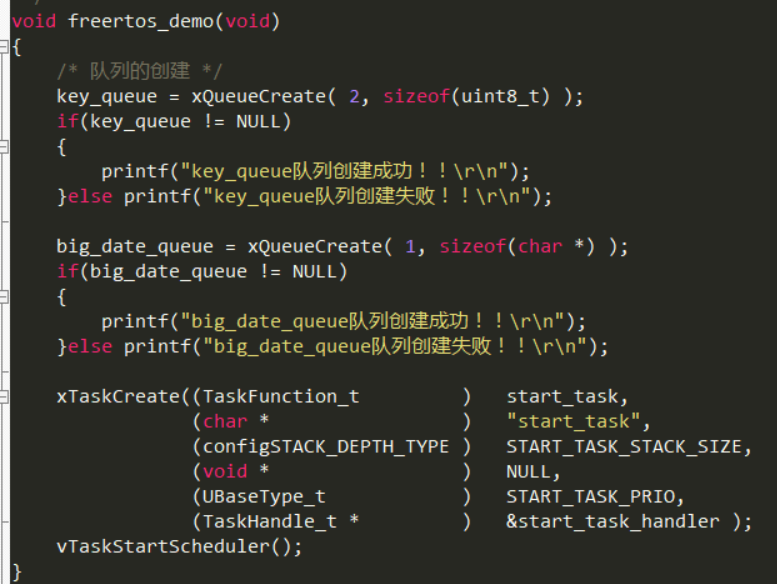 void freertos_demo(void)
{
    /* 队列的创建 */
    key_queue = xQueueCreate( 2, sizeof(uint8_t) );
    if(key_queue != NULL)
    {
        printf("key_queue队列创建成功！！\r\n");
    }else printf("key_queue队列创建失败！！\r\n");

    big_date_queue = xQueueCreate( 1, sizeof(char *) );
    if(big_date_queue != NULL)
    {
        printf("big_date_queue队列创建成功！！\r\n");
    }else printf("big_date_queue队列创建失败！！\r\n");

    xTaskCreate((TaskFunction_t         )   start_task,
                (char *                 )   "start_task",
                (configSTACK_DEPTH_TYPE )   START_TASK_STACK_SIZE,
                (void *                 )   NULL,
                (UBaseType_t            )   START_TASK_PRIO,
                (TaskHandle_t *         )   &start_task_handler );
    vTaskStartScheduler();
}